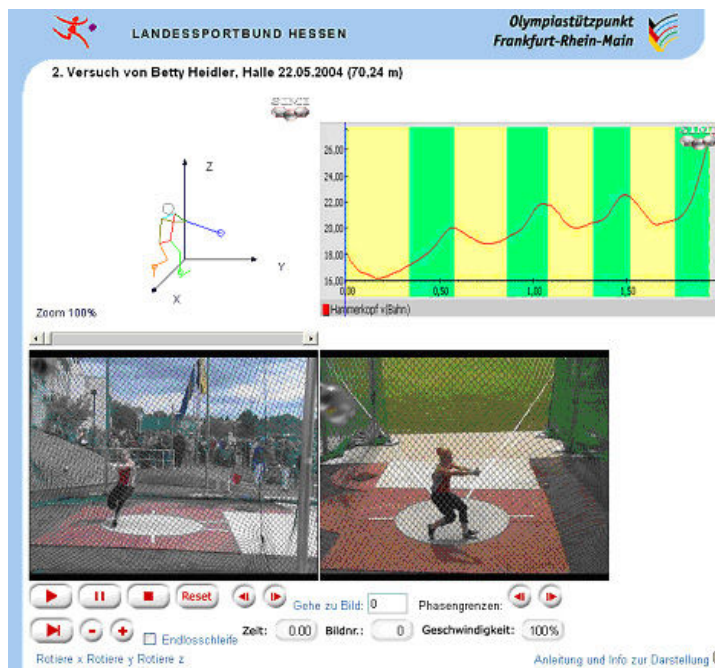 LANDESSPORTBUND HESSEN
Olympiastützpunkt
Frankfurt-Rhein-Main
2. Versuch von Betty Heidler, Halle 22.05.2004 (70,24 m)
SIMI
Z
Y
X
Zoom 100%
26,00
24,00
22,00
20,00
18,00
16,00
0,00 0,50 1,00 1,50
Hammerkopf v(Bahn)
Reset
Gehe zu Bild: 0
Phasengrenzen:
Endlosschleife
Zeit: 0.00
Bildnr.: 0
Geschwindigkeit: 100%
Rotiere x Rotiere y Rotiere z
Anleitung und Info zur Darstellung